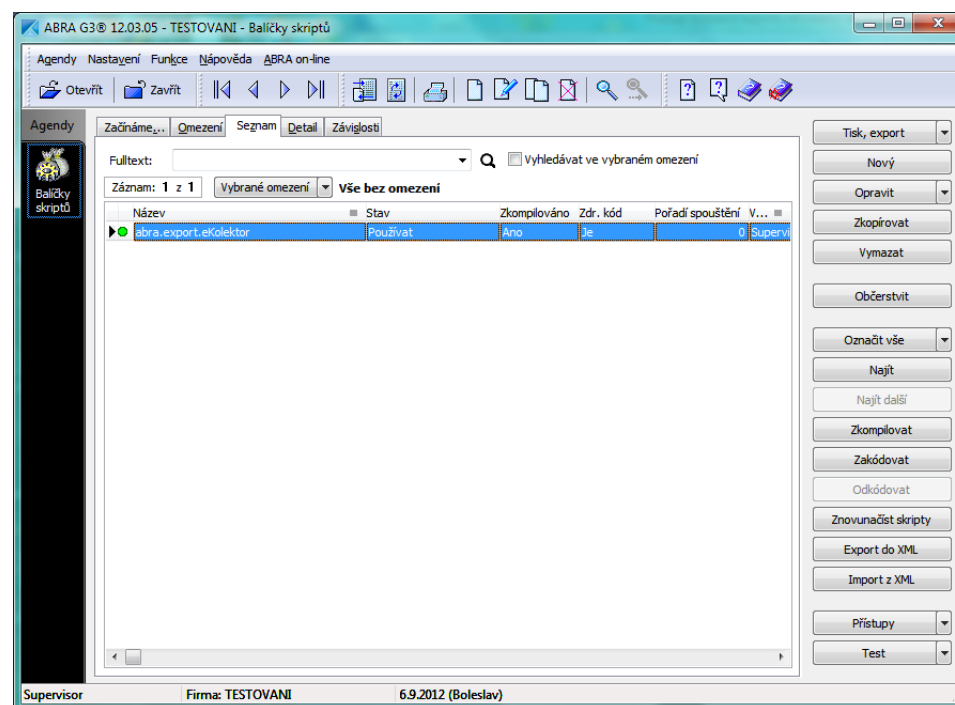 ABRA G3® 12.03.05 - TESTOVANI - Balíčky skriptů
Agendy Nastavení Funkce Nápověda ABRA on-line
Otevřít Zavřít
Agendy
Balíčky
skriptů
Začínáme... Omezení Seznam Detail Závislosti
Fulltext: Vyhledávat ve vybraném omezení
Záznam: 1 z 1 Vybrané omezení Vše bez omezení
Název Stav Zkompilováno Zdr. kód Pořadí spouštění V...
abra.export.eKolektor Používat Ano Je 0 Supervi
Tisk, export
Nový
Opravit
Zkopírovat
Vymazat
Občerstvit
Označit vše
Najít
Najít další
Zkompilovat
Zakódovat
Odkódovat
Znovunačíst skripty
Export do XML
Import z XML
Přístupy
Test
Supervisor Firma: TESTOVANI 6.9.2012 (Boleslav)